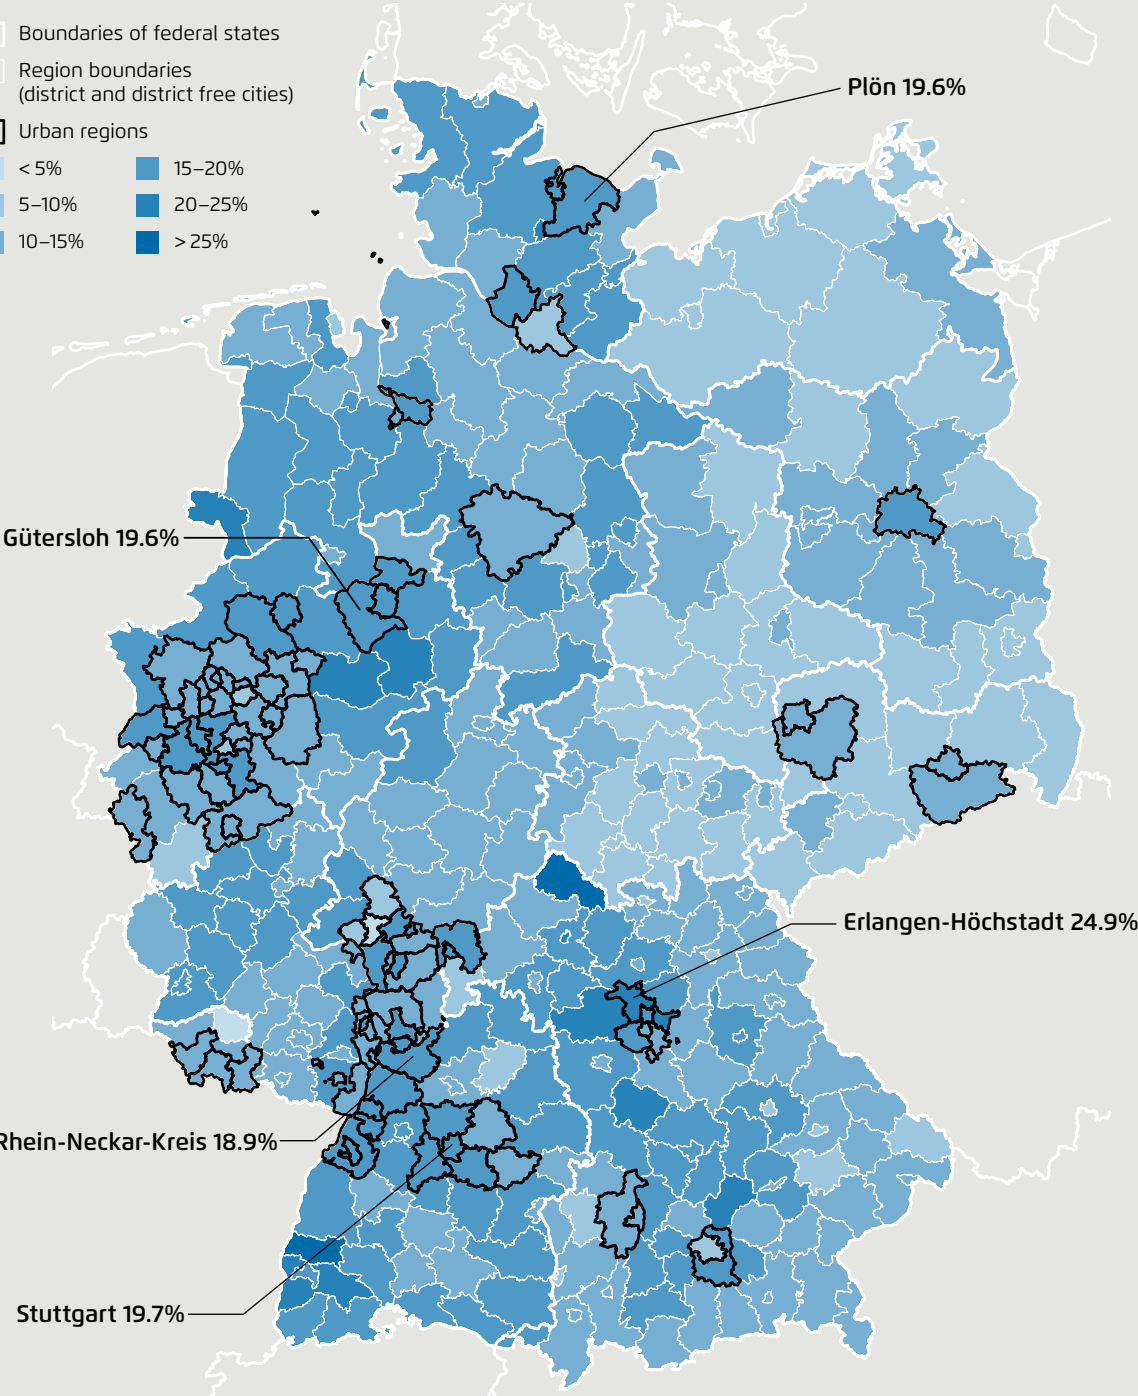 Boundaries of federal states
Region boundaries
(district and district free cities)
Urban regions
< 5%
15–20%
5–10%
20–25%
10–15%
> 25%
Plön 19.6%
Gütersloh 19.6%
Erlangen-Höchstadt 24.9%
Rhein-Neckar-Kreis 18.9%
Stuttgart 19.7%